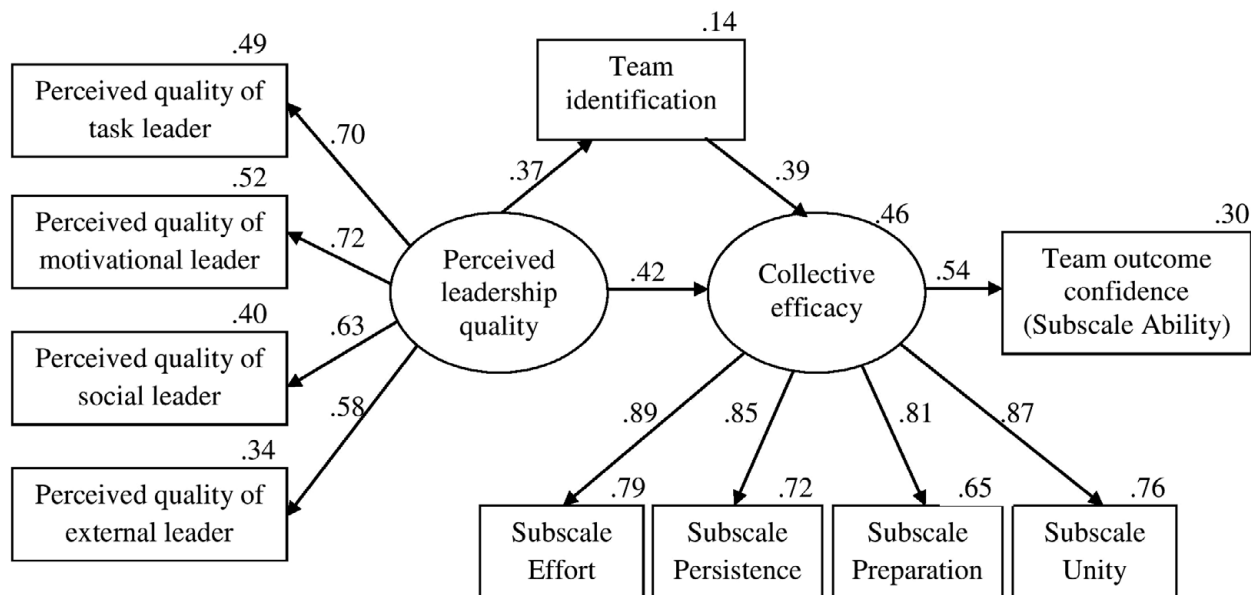 .49
Perceived quality of
task leader
.70
.52
Perceived quality of
motivational leader
.72
.40
Perceived quality of
social leader
.63
.34
Perceived quality of
external leader
.58
Perceived
leadership
quality
.37
.14
Team
identification
.39
.42
.46
Collective
efficacy
.54
.30
Team outcome
confidence
(Subscale Ability)
.89
.85
.81
.87
.79
Subscale
Effort
.72
Subscale
Persistence
.65
Subscale
Preparation
.76
Subscale
Unity